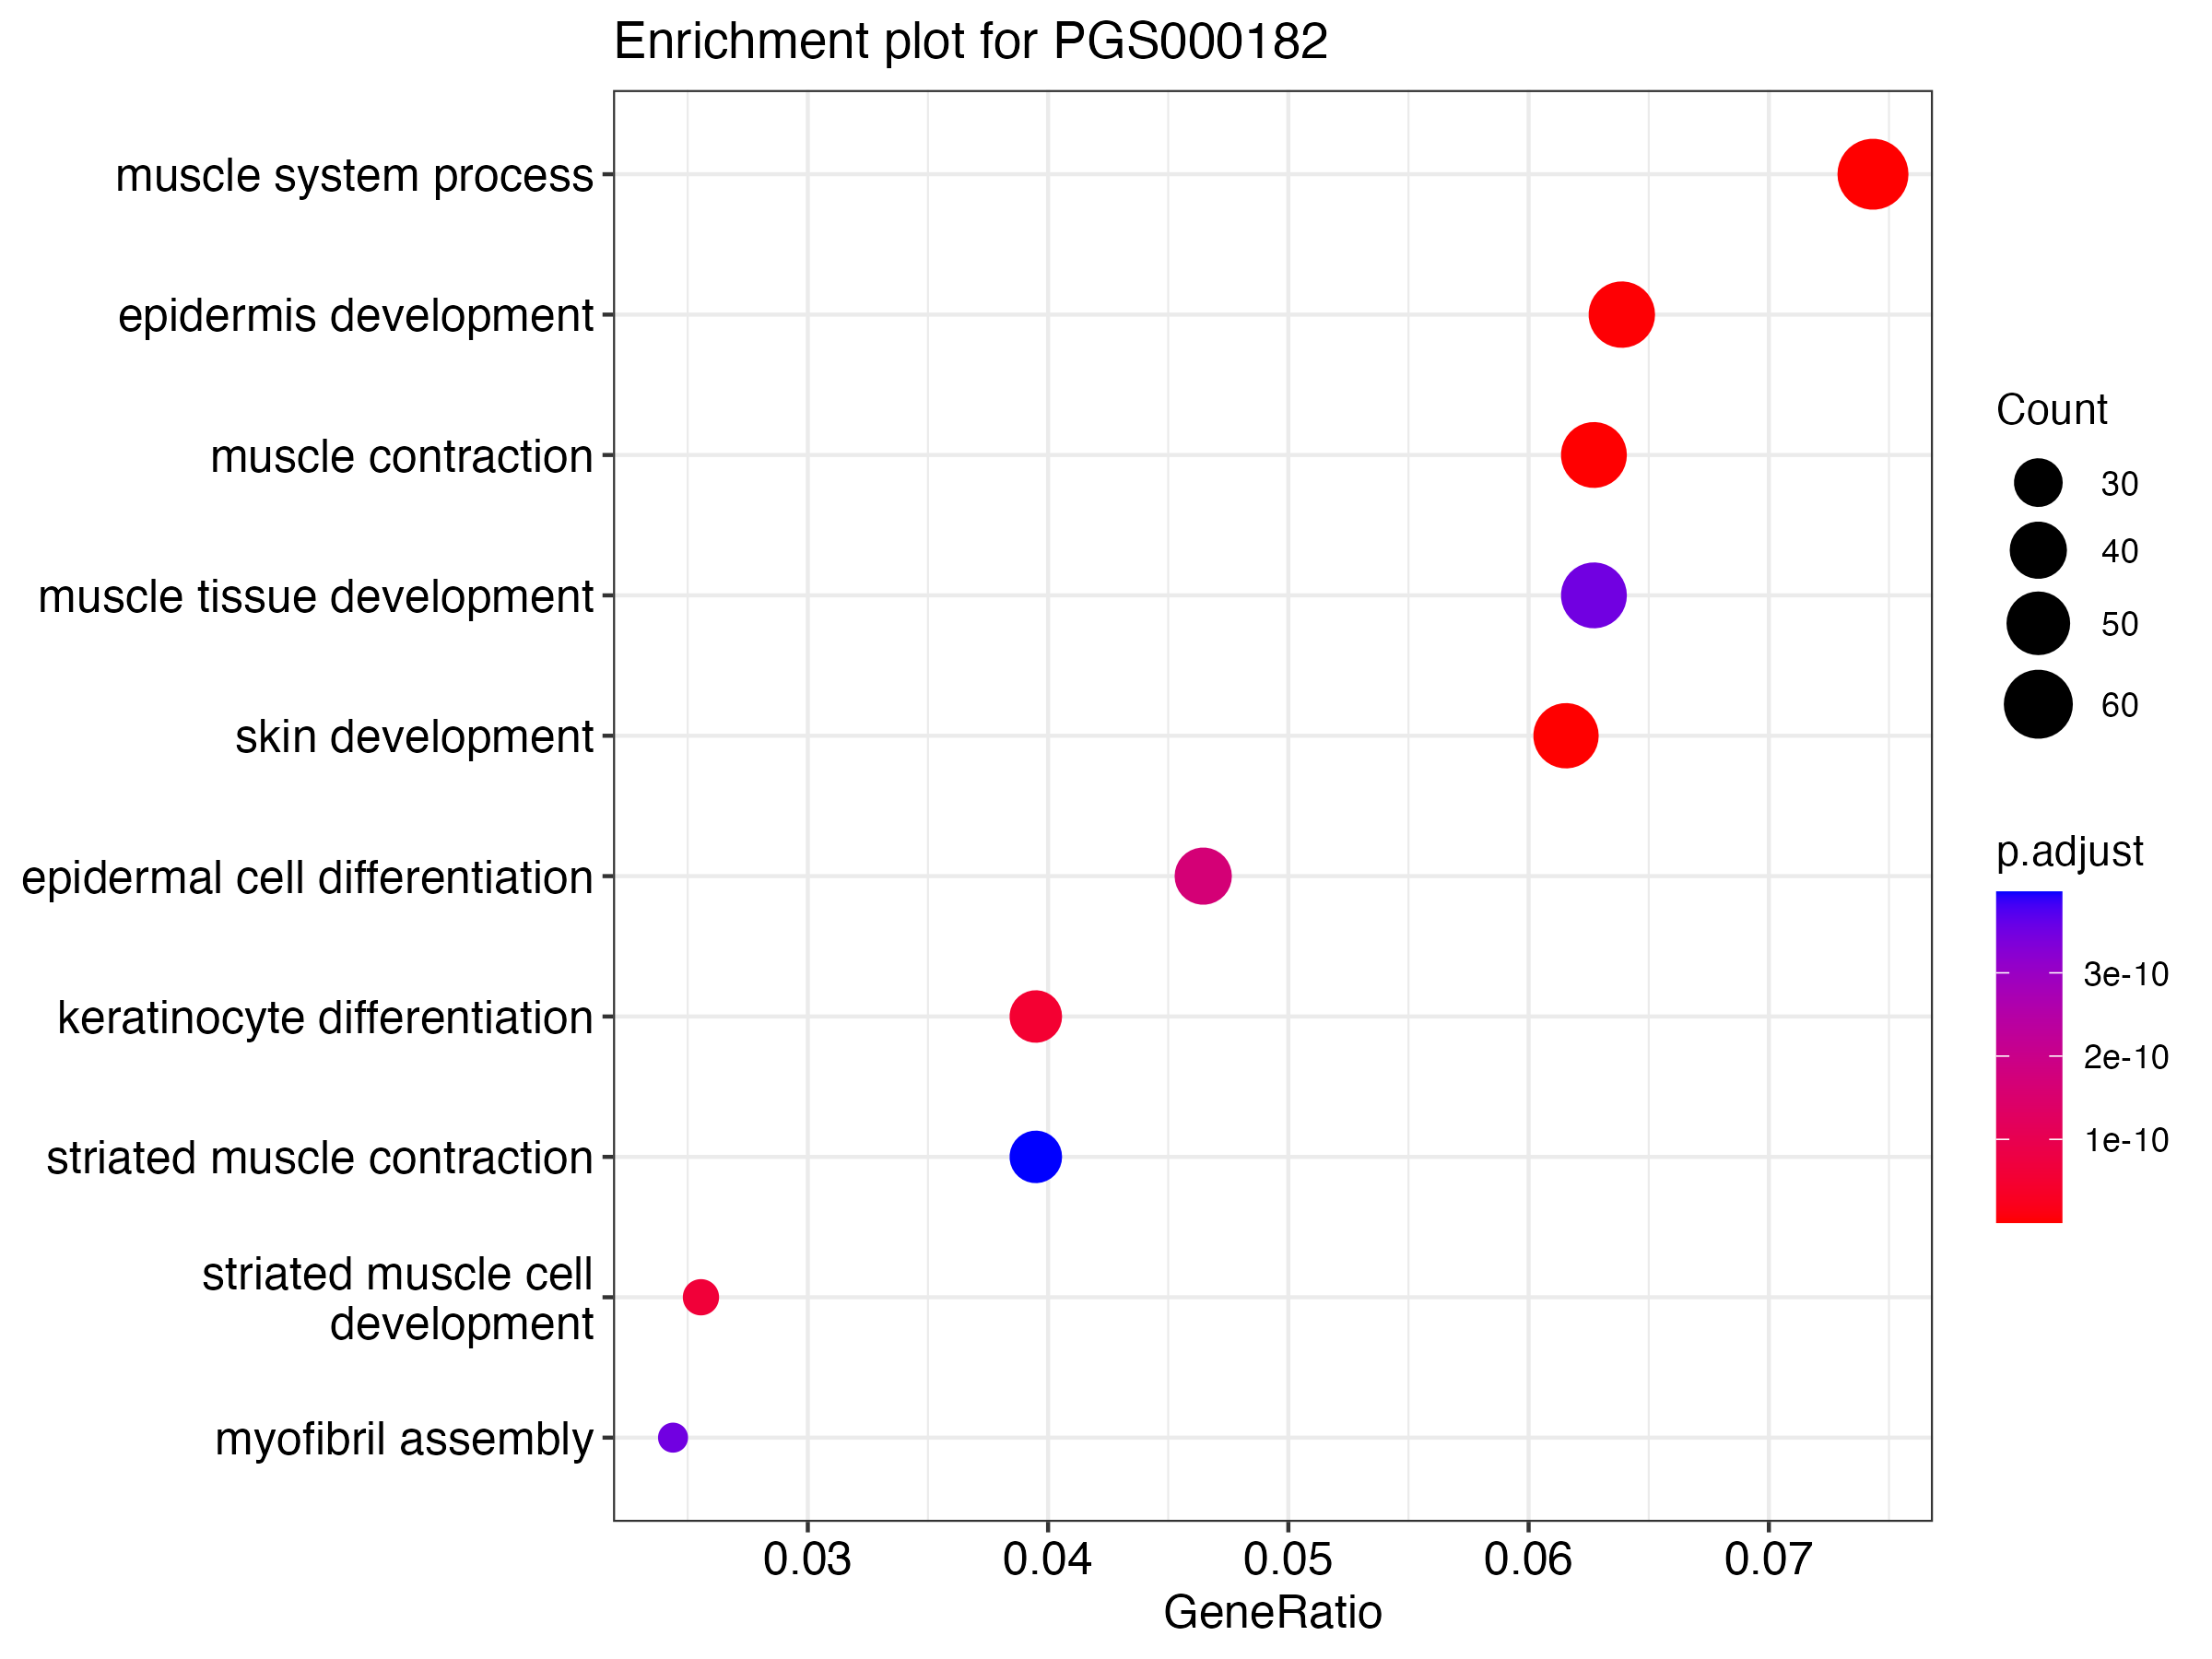 Enrichment plot for PGS000182
muscle system process
epidermis development
muscle contraction
muscle tissue development
skin development
epidermal cell differentiation
keratinocyte differentiation
striated muscle contraction
striated muscle cell
development
myofibril assembly
0.03 0.04 0.05 0.06 0.07
GeneRatio
Count
30
40
50
60
p.adjust
3e-10
2e-10
1e-10